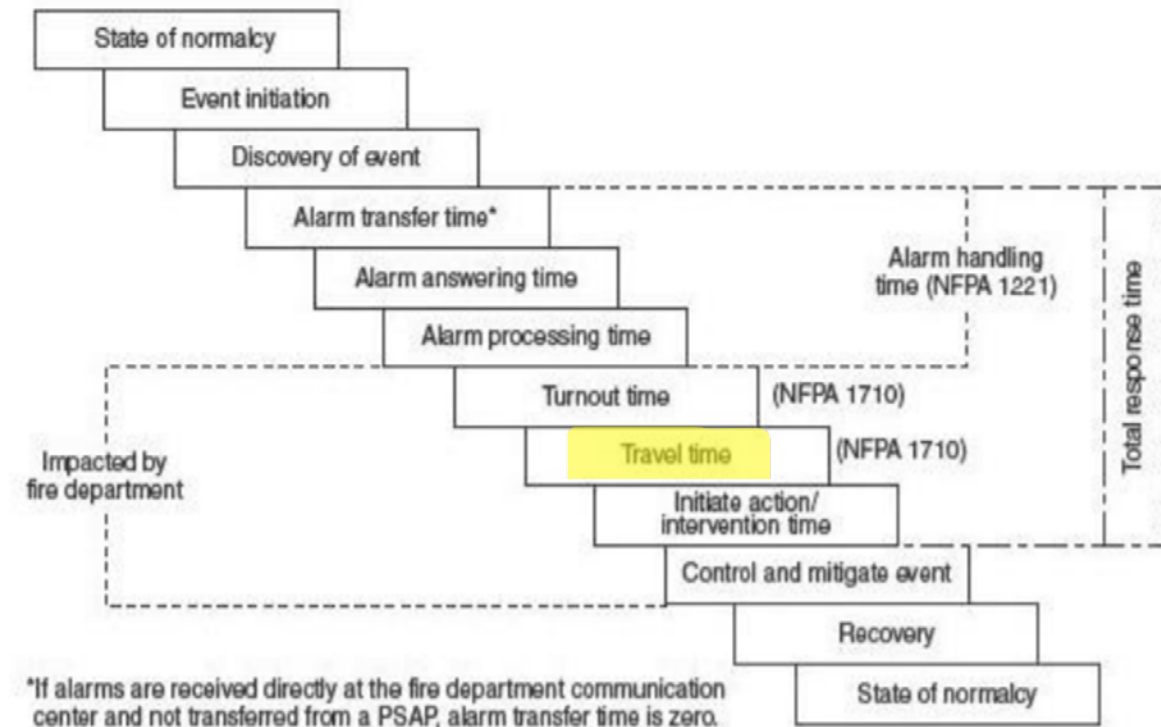 State of normalcy
Event initiation
Discovery of event
Alarm transfer time*
Alarm answering time
Alarm processing time
Alarm handling
time (NFPA 1221)
Total response time
Turnout time
(NFPA 1710)
Travel time
(NFPA 1710)
Impacted by
fire department
Initiate action/
intervention time
Control and mitigate event
Recovery
State of normalcy
*If alarms are received directly at the fire department communication
center and not transferred from a PSAP, alarm transfer time is zero.